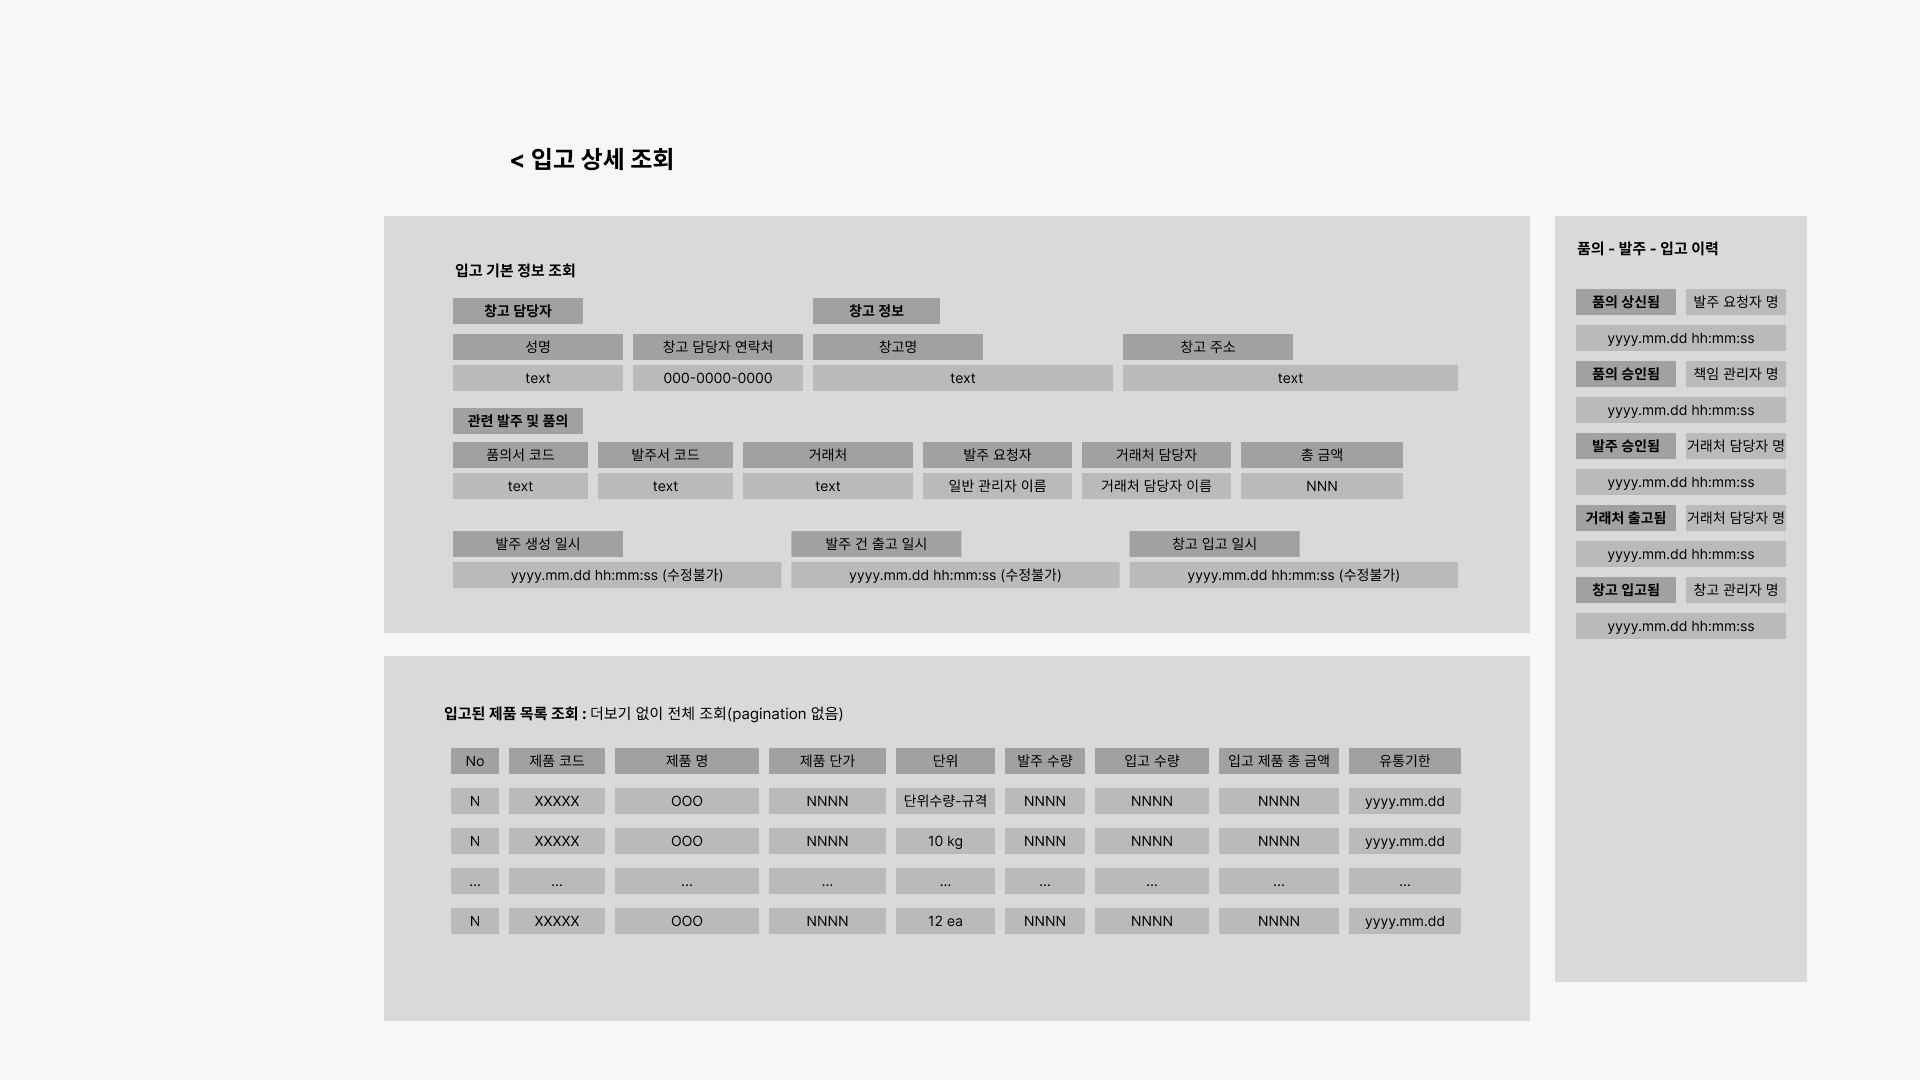 < 입고 상세 조회
입고 기본 정보 조회
창고 담당자 창고 정보
성명 창고 담당자 연락처 창고명 창고 주소
text 000-0000-0000 text text
관련 발주 및 품의
품의서 코드 발주서 코드 거래처 발주 요청자 거래처 담당자 총 금액
text text text 일반 관리자 이름 거래처 담당자 이름 NNN
발주 생성 일시 발주 건 출고 일시 창고 입고 일시
yyyy.mm.dd hh:mm:ss (수정불가) yyyy.mm.dd hh:mm:ss (수정불가) yyyy.mm.dd hh:mm:ss (수정불가)
입고된 제품 목록 조회 : 더보기 없이 전체 조회(pagination 없음)
No 제품 코드 제품 명 제품 단가 단위 발주 수량 입고 수량 입고 제품 총 금액 유통기한
N XXXXX OOO NNNN 단위수량-규격 NNNN NNNN NNNN yyyy.mm.dd
N XXXXX OOO NNNN 10 kg NNNN NNNN NNNN yyyy.mm.dd
... ... ... ... ... ... ... ... ...
N XXXXX OOO NNNN 12 ea NNNN NNNN NNNN yyyy.mm.dd
품의 - 발주 - 입고 이력
품의 상신됨 발주 요청자 명
yyyy.mm.dd hh:mm:ss
품의 승인됨 책임 관리자 명
yyyy.mm.dd hh:mm:ss
발주 승인됨 거래처 담당자 명
yyyy.mm.dd hh:mm:ss
거래처 출고됨 거래처 담당자 명
yyyy.mm.dd hh:mm:ss
창고 입고됨 창고 관리자 명
yyyy.mm.dd hh:mm:ss